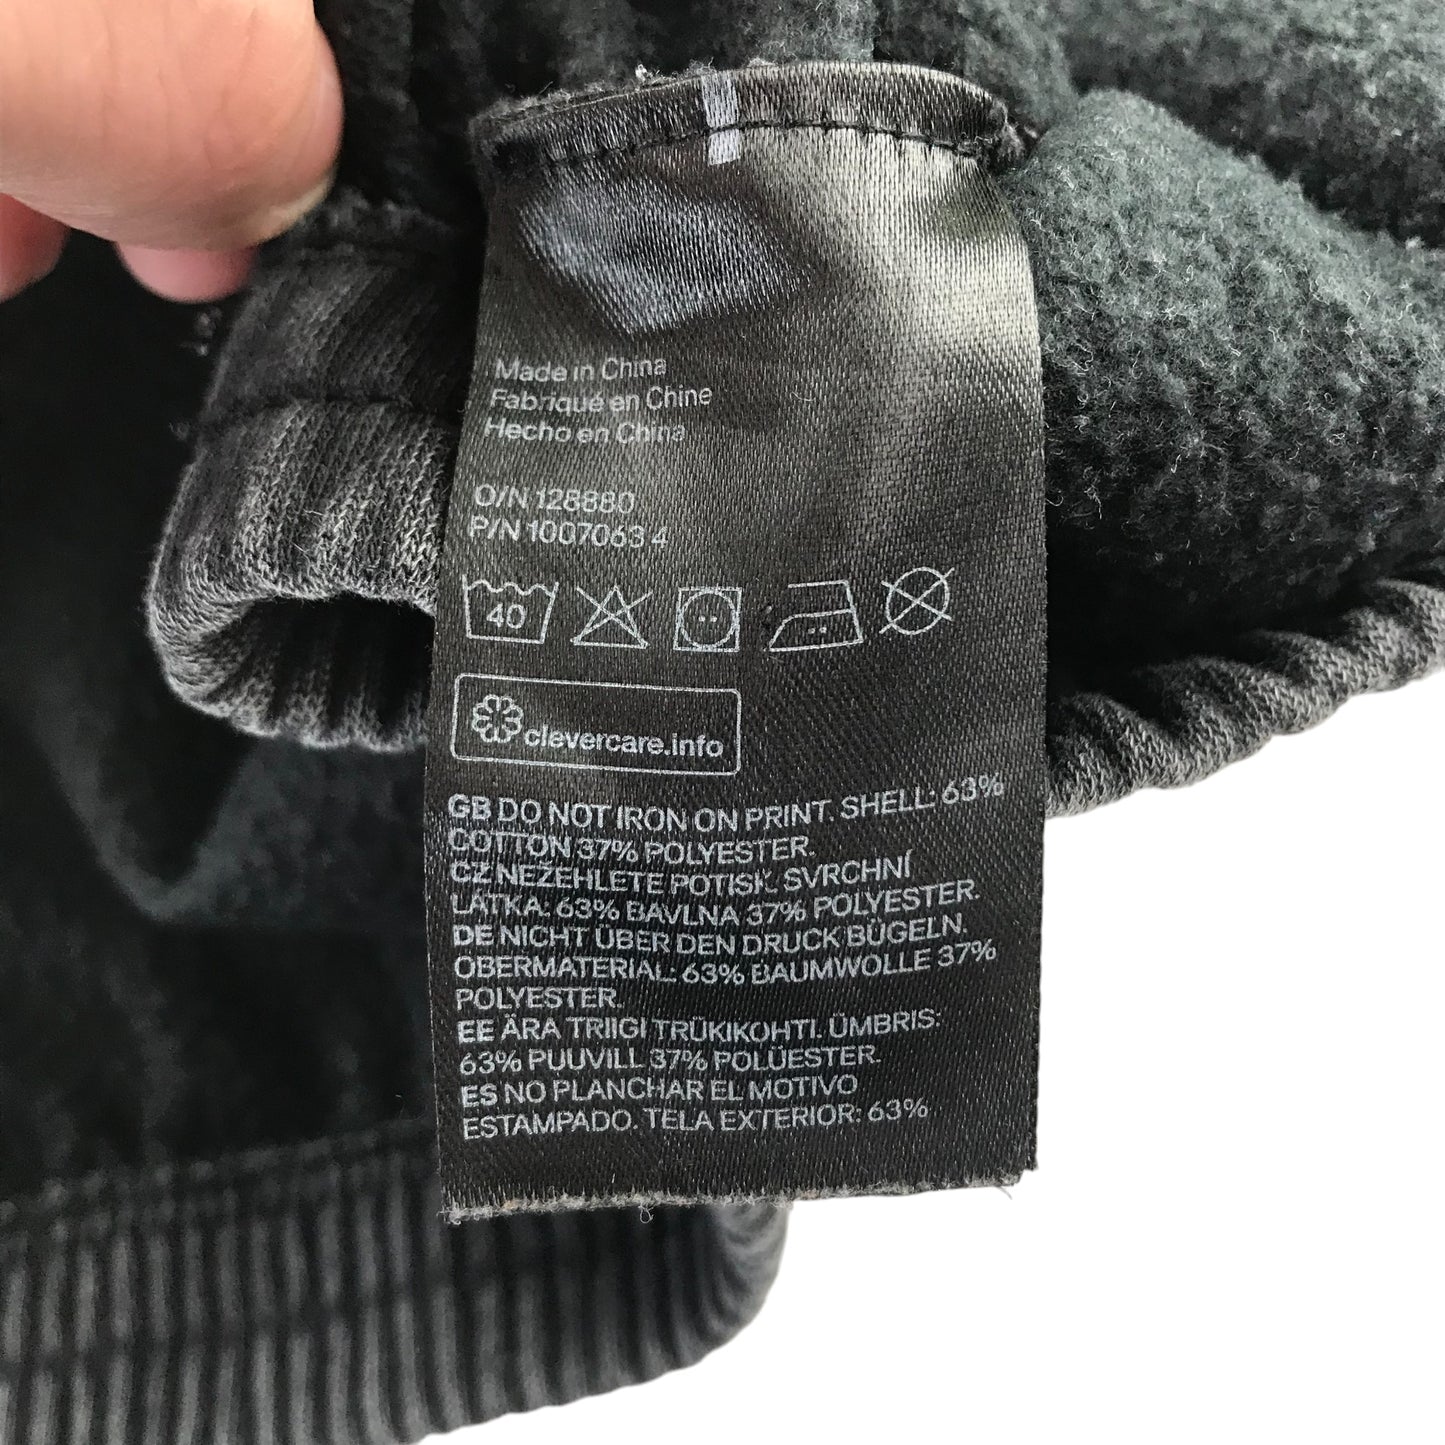 Made in China
Fabriqué en Chine
Hecho en China
O/N 128880
P/N 1007063 4
40
clevercare.info
GB DO NOT IRON ON PRINT. SHELL: 63%
COTTON 37% POLYESTER.
CZ NEŽEHLETE POTISK. SVRCHNÍ
LÁTKA: 63% BAVLNA 37% POLYESTER.
DE NICHT ÜBER DEN DRUCK BÜGELN.
OBERMATERIAL: 63% BAUMWOLLE 37%
POLYESTER.
EE ÄRA TRIIGI TRÜKIKOHTI. ÜMBRIS:
63% PUUVILL 37% POLÜESTER.
ES NO PLANCHAR EL MOTIVO
ESTAMPADO. TELA EXTERIOR: 63%